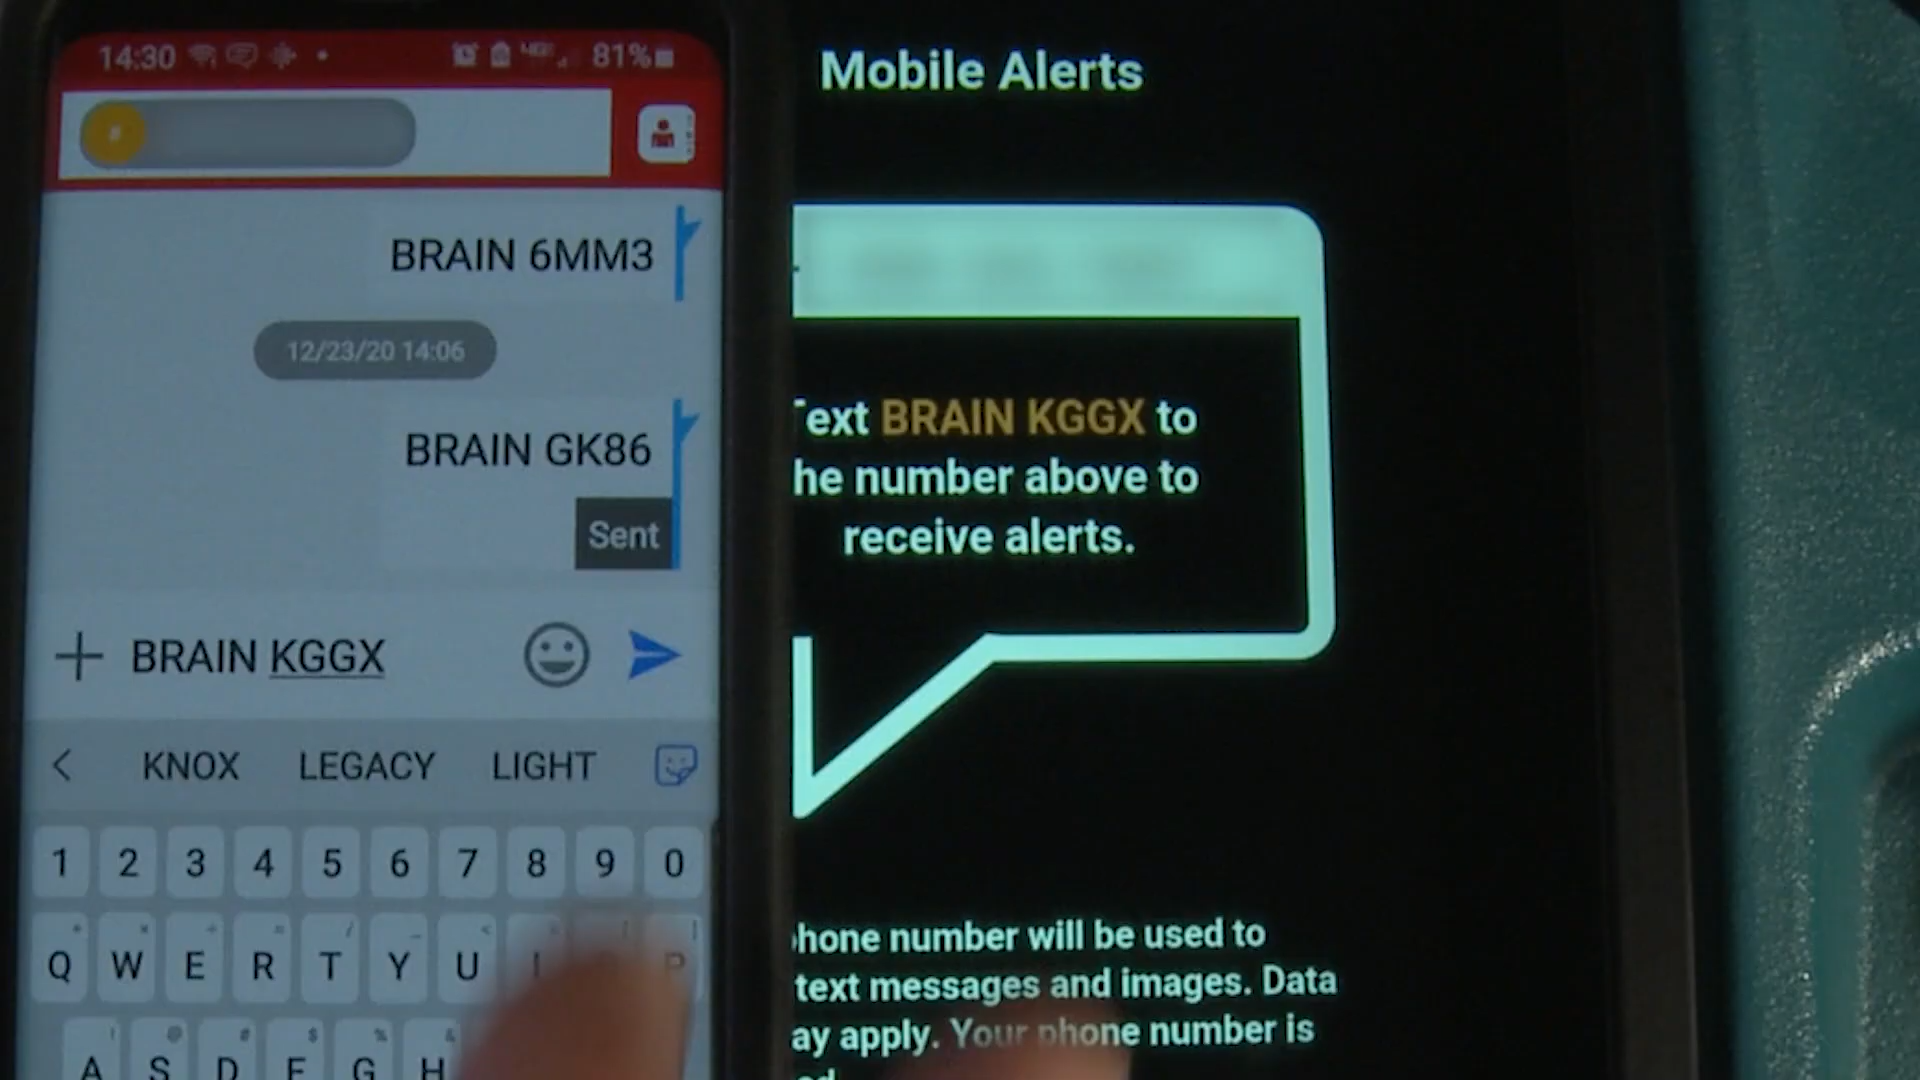 14:30
81%
BRAIN 6MM3
12/23/20 14:06
BRAIN GK86
Sent
BRAIN KGGX
KNOX LEGACY LIGHT
1 2 3 4 5 6 7 8 9 0
Q W E R T Y U I P
A S D F G H
Mobile Alerts
ext BRAIN KGGX to
he number above to
receive alerts.
hone number will be used to
text messages and images. Data
ay apply. Your phone number is